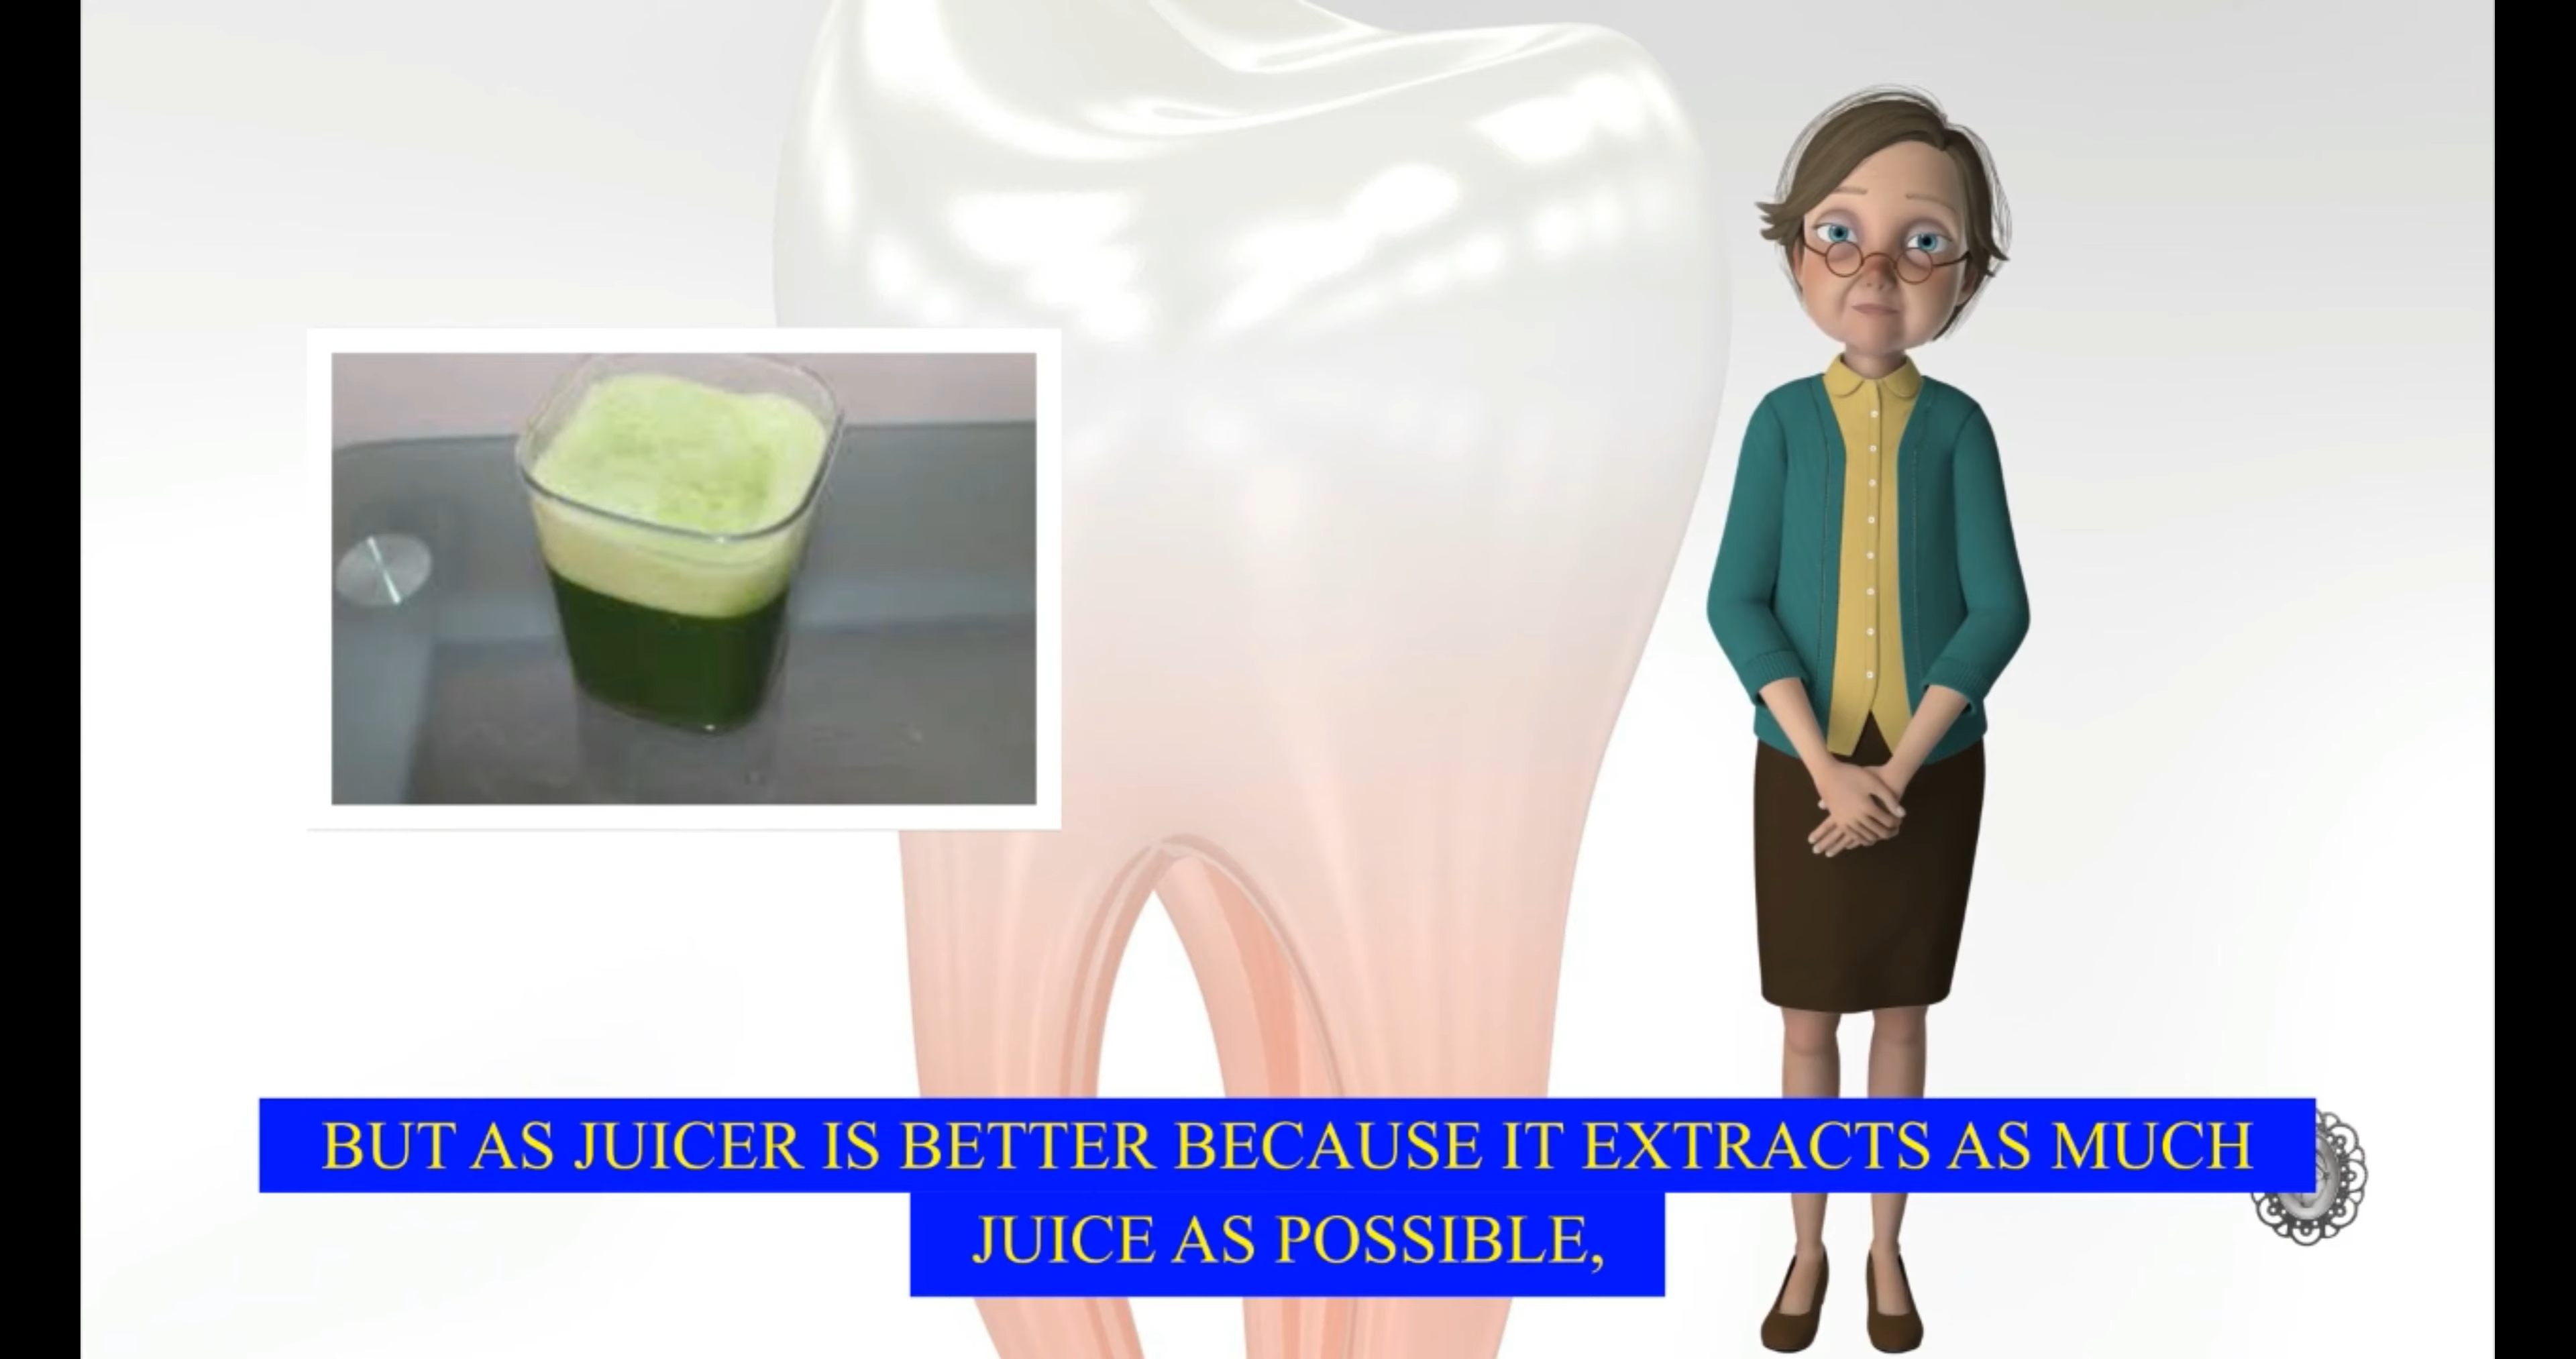 BUT AS JUICER IS BETTER BECAUSE IT EXTRACTS AS MUCH
JUICE AS POSSIBLE,